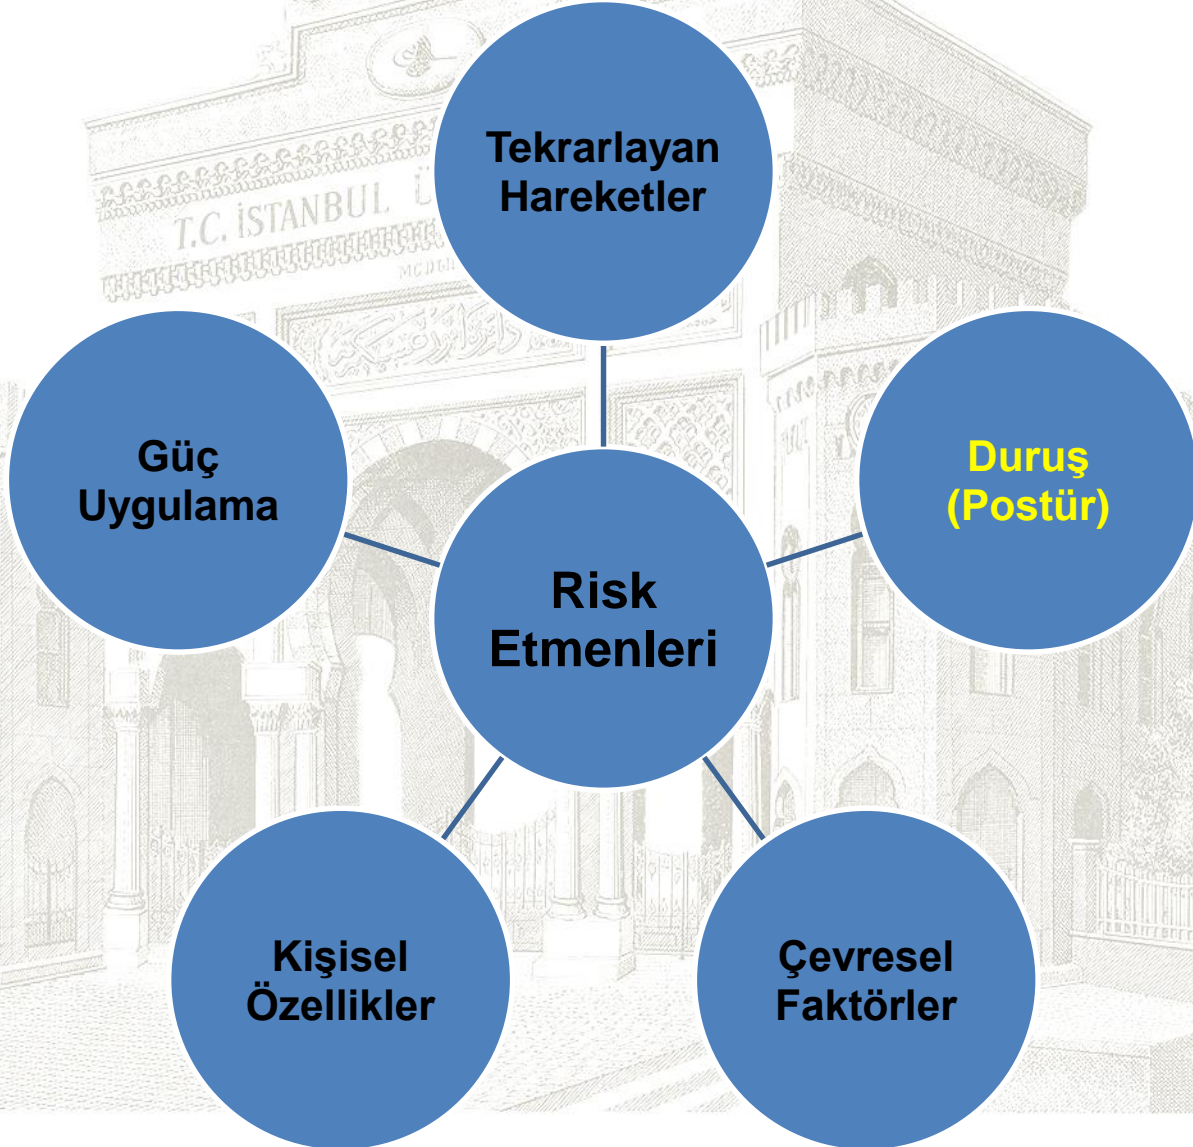 Tekrarlayan
Hareketler
T.C. İSTANBUL Ü
Güç
Uygulama
Duruş
(Postür)
Risk
Etmenleri
Kişisel
Özellikler
Çevresel
Faktörler